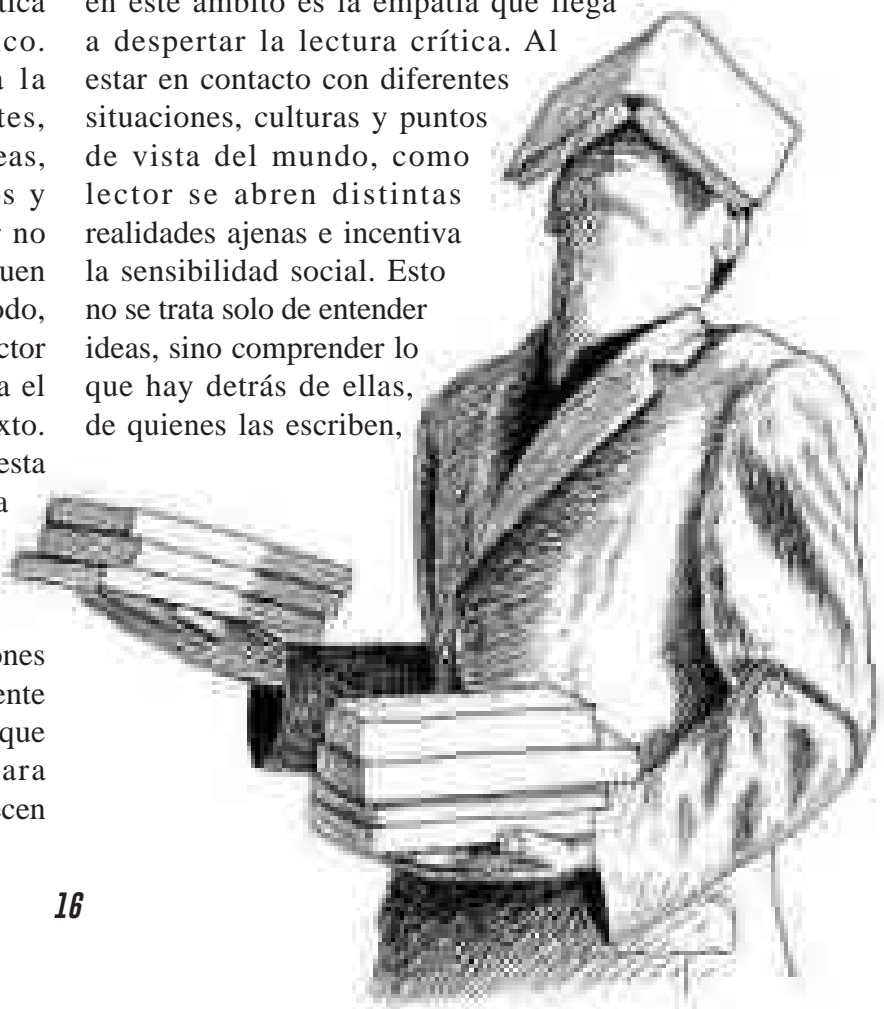 tica
co.
a la
tes,
eas,
s y
r no
uen
odo,
ctor
a el
xto.
esta
a
ones
ente
que
ara
ecen
en este ámbito es la empatía que llega
a despertar la lectura crítica. Al
estar en contacto con diferentes
situaciones, culturas y puntos
de vista del mundo, como
lector se abren distintas
realidades ajenas e incentiva
la sensibilidad social. Esto
no se trata solo de entender
ideas, sino comprender lo
que hay detrás de ellas,
de quienes las escriben,
16